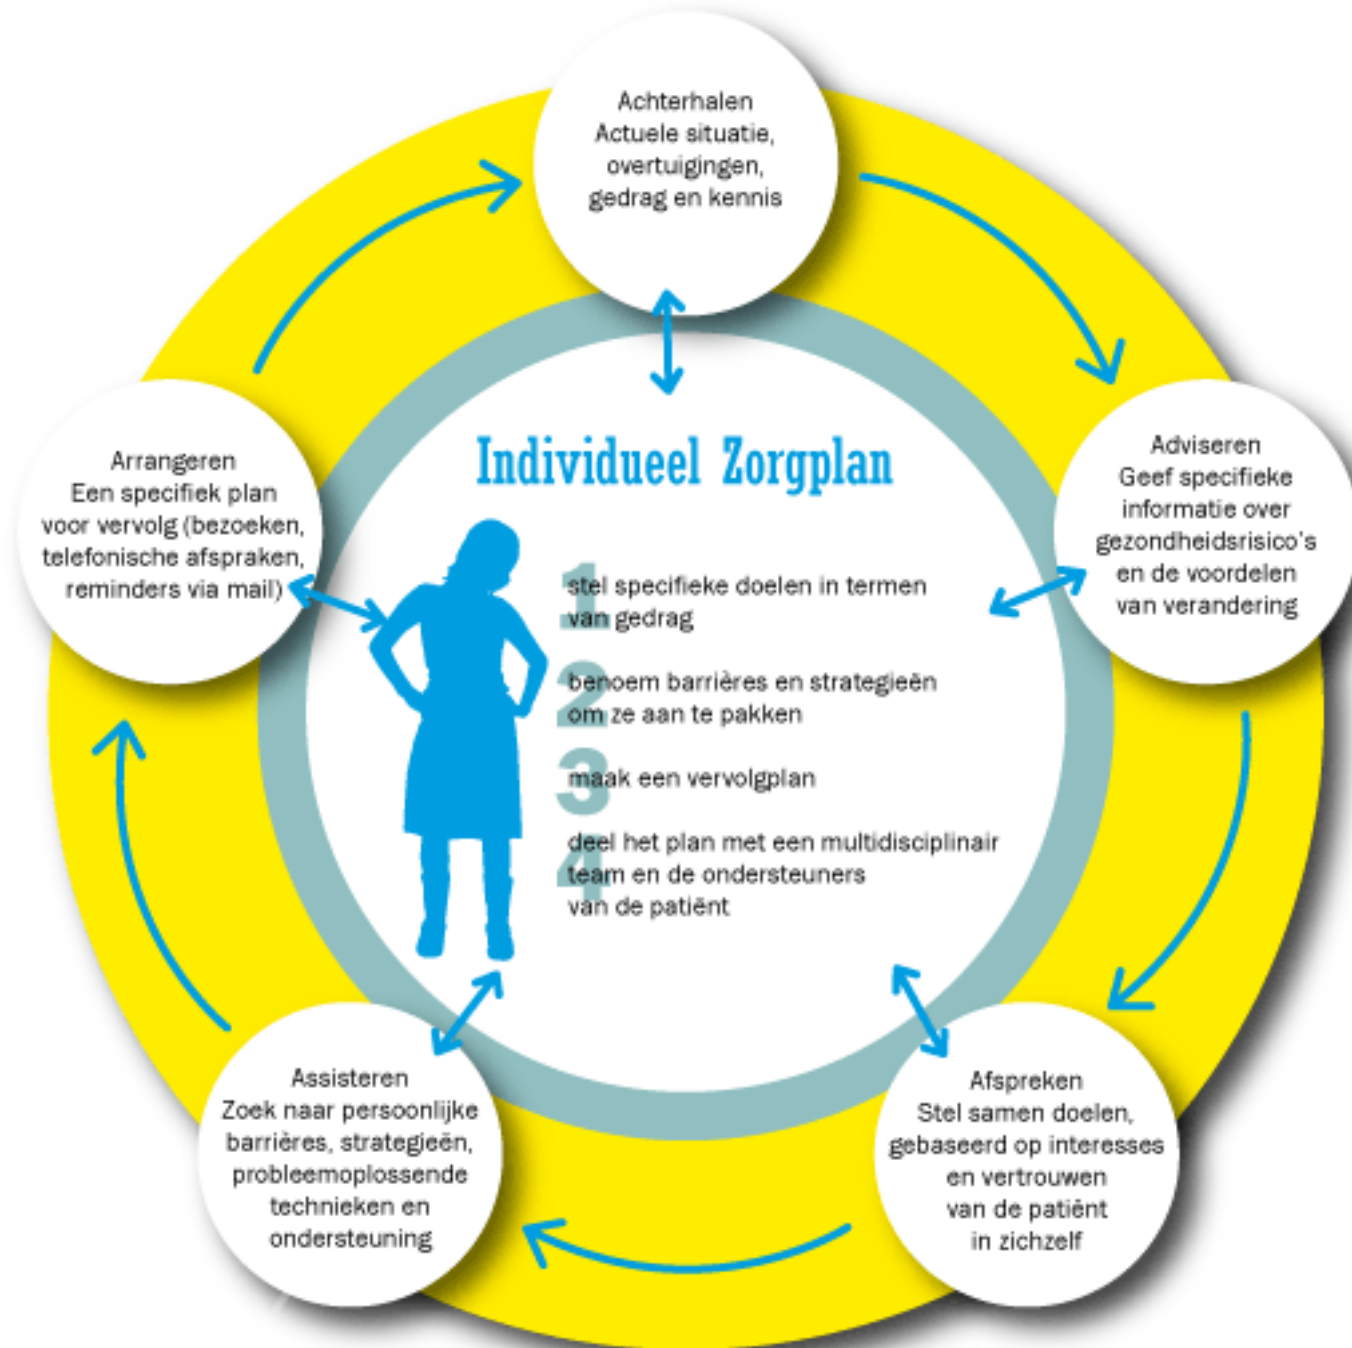 Achterhalen
Actuele situatie,
overtuigingen,
gedrag en kennis
Adviseren
Geef specifieke
informatie over
gezondheidsrisico's
en de voordelen
van verandering
Afspreken
Stel samen doelen,
gebaseerd op interesses
en vertrouwen
van de patiënt
in zichzelf
Assisteren
Zoek naar persoonlijke
barrières, strategieën,
probleemoplossende
technieken en
ondersteuning
Arrangeren
Een specifiek plan
voor vervolg (bezoeken,
telefonische afspraken,
reminders via mail)
Individueel Zorgplan
1 stel specifieke doelen in termen
van gedrag
2 benoem barrières en strategieën
om ze aan te pakken
3 maak een vervolgplan
4 deel het plan met een multidisciplinair
team en de ondersteuners
van de patiënt